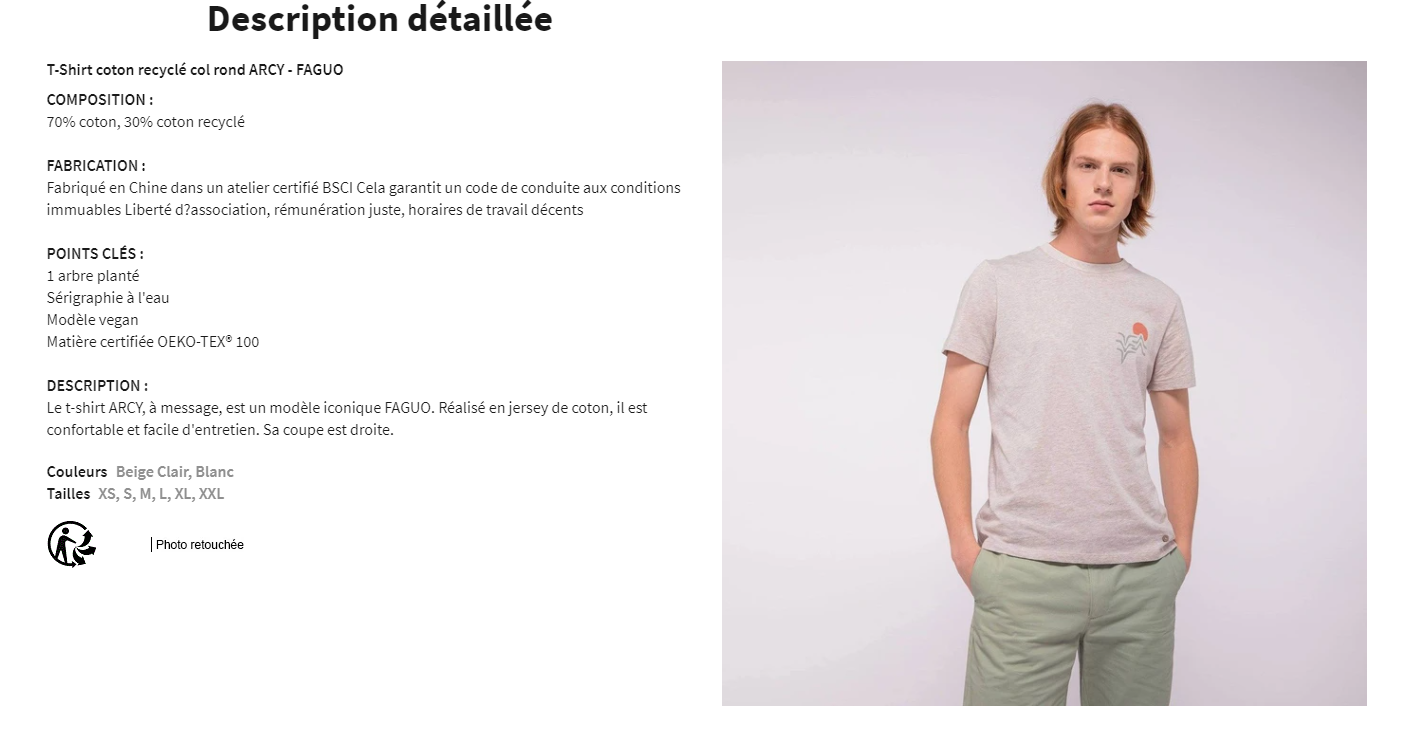 Description détaillée
T-Shirt coton recyclé col rond ARCY - FAGUO
COMPOSITION :
70% coton, 30% coton recyclé
FABRICATION :
Fabriqué en Chine dans un atelier certifié BSCI Cela garantit un code de conduite aux conditions
immuables Liberté d?association, rémunération juste, horaires de travail décents
POINTS CLÉS :
1 arbre planté
Sérigraphie à l'eau
Modèle vegan
Matière certifiée OEKO-TEX® 100
DESCRIPTION :
Le t-shirt ARCY, à message, est un modèle iconique FAGUO. Réalisé en jersey de coton, il est
confortable et facile d'entretien. Sa coupe est droite.
Couleurs Beige Clair, Blanc
Tailles XS, S, M, L, XL, XXL
Photo retouchée